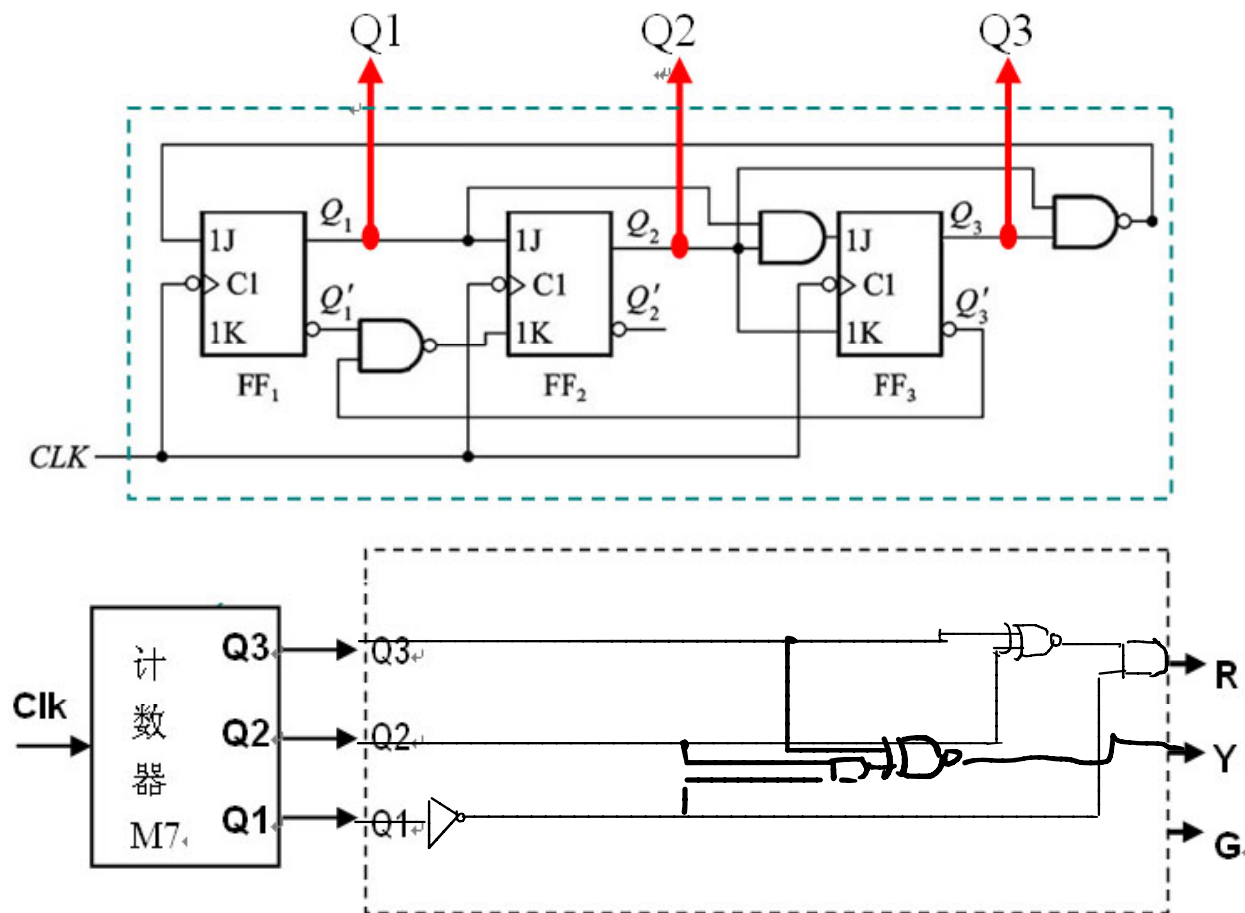 Q1 Q2 Q3
Q₁ Q₂ Q₃
1J 1J 1J
C1 C1 C1
Q₁′ Q₂′ Q₃′
1K 1K 1K
FF₁ FF₂ FF₃
CLK
Clk
计
数
器
M7
Q3
Q2
Q1
Q3
Q2
Q1
R
Y
G